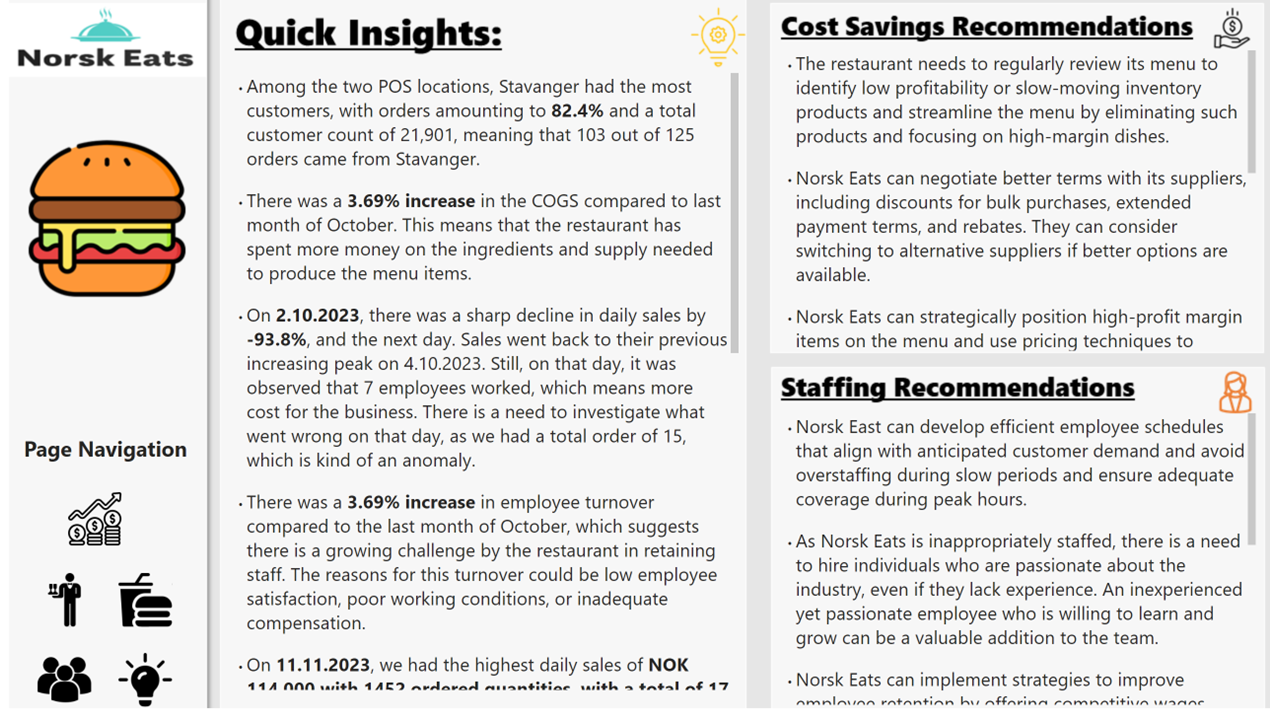 Norsk Eats
Page Navigation
Quick Insights:
• Among the two POS locations, Stavanger had the most
customers, with orders amounting to 82.4% and a total
customer count of 21,901, meaning that 103 out of 125
orders came from Stavanger.
• There was a 3.69% increase in the COGS compared to last
month of October. This means that the restaurant has
spent more money on the ingredients and supply needed
to produce the menu items.
• On 2.10.2023, there was a sharp decline in daily sales by
-93.8%, and the next day. Sales went back to their previous
increasing peak on 4.10.2023. Still, on that day, it was
observed that 7 employees worked, which means more
cost for the business. There is a need to investigate what
went wrong on that day, as we had a total order of 15,
which is kind of an anomaly.
• There was a 3.69% increase in employee turnover
compared to the last month of October, which suggests
there is a growing challenge by the restaurant in retaining
staff. The reasons for this turnover could be low employee
satisfaction, poor working conditions, or inadequate
compensation.
• On 11.11.2023, we had the highest daily sales of NOK
114,000 with 1452 ordered quantities, with a total of 17
Cost Savings Recommendations
• The restaurant needs to regularly review its menu to
identify low profitability or slow-moving inventory
products and streamline the menu by eliminating such
products and focusing on high-margin dishes.
• Norsk Eats can negotiate better terms with its suppliers,
including discounts for bulk purchases, extended
payment terms, and rebates. They can consider
switching to alternative suppliers if better options are
available.
• Norsk Eats can strategically position high-profit margin
items on the menu and use pricing techniques to
Staffing Recommendations
• Norsk East can develop efficient employee schedules
that align with anticipated customer demand and avoid
overstaffing during slow periods and ensure adequate
coverage during peak hours.
• As Norsk Eats is inappropriately staffed, there is a need
to hire individuals who are passionate about the
industry, even if they lack experience. An inexperienced
yet passionate employee who is willing to learn and
grow can be a valuable addition to the team.
• Norsk Eats can implement strategies to improve
employee retention by offering competitive wages